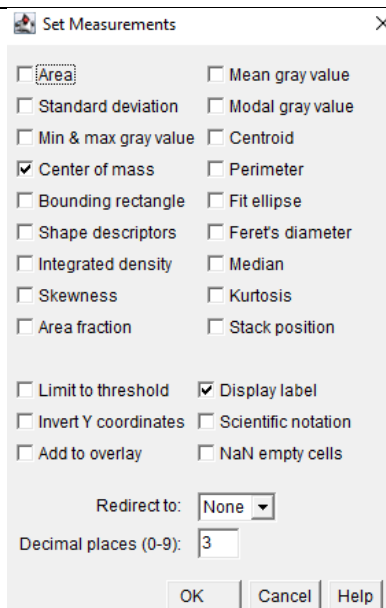 Set Measurements
Area Mean gray value
Standard deviation Modal gray value
Min & max gray value Centroid
Center of mass Perimeter
Bounding rectangle Fit ellipse
Shape descriptors Feret's diameter
Integrated density Median
Skewness Kurtosis
Area fraction Stack position
Limit to threshold Display label
Invert Y coordinates Scientific notation
Add to overlay NaN empty cells
Redirect to: None
Decimal places (0-9): 3
OK Cancel Help